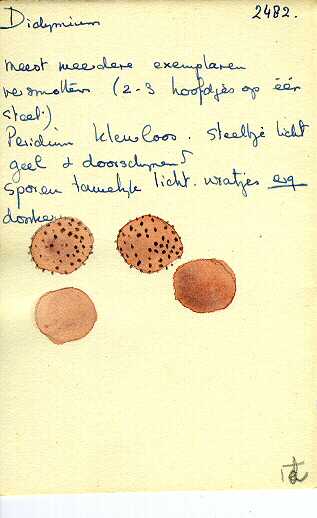 Didymium 2482.
meest meerdere exemplaren
versmolten (2-3 hoofdjes op één
steel.)
Peridium kleurloos. Steeltje licht
geel & doorschijnend
Sporen tamelijk licht. wratjes erg
donker